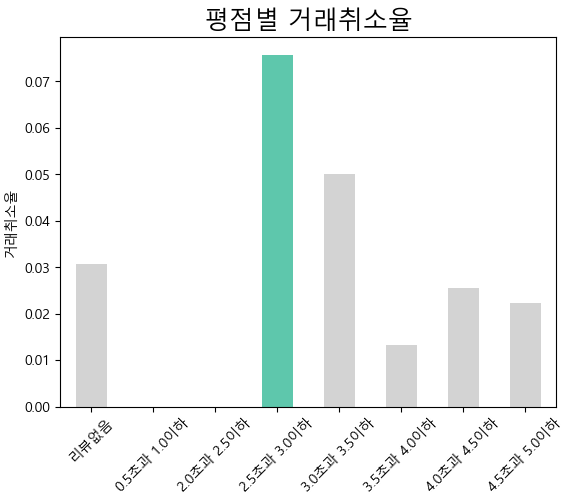 평점별 거래취소율
거래취소율
0.07
0.06
0.05
0.04
0.03
0.02
0.01
0.00
리뷰없음
0.5초과 1.0이하
2.0초과 2.5이하
2.5초과 3.0이하
3.0초과 3.5이하
3.5초과 4.0이하
4.0초과 4.5이하
4.5초과 5.0이하